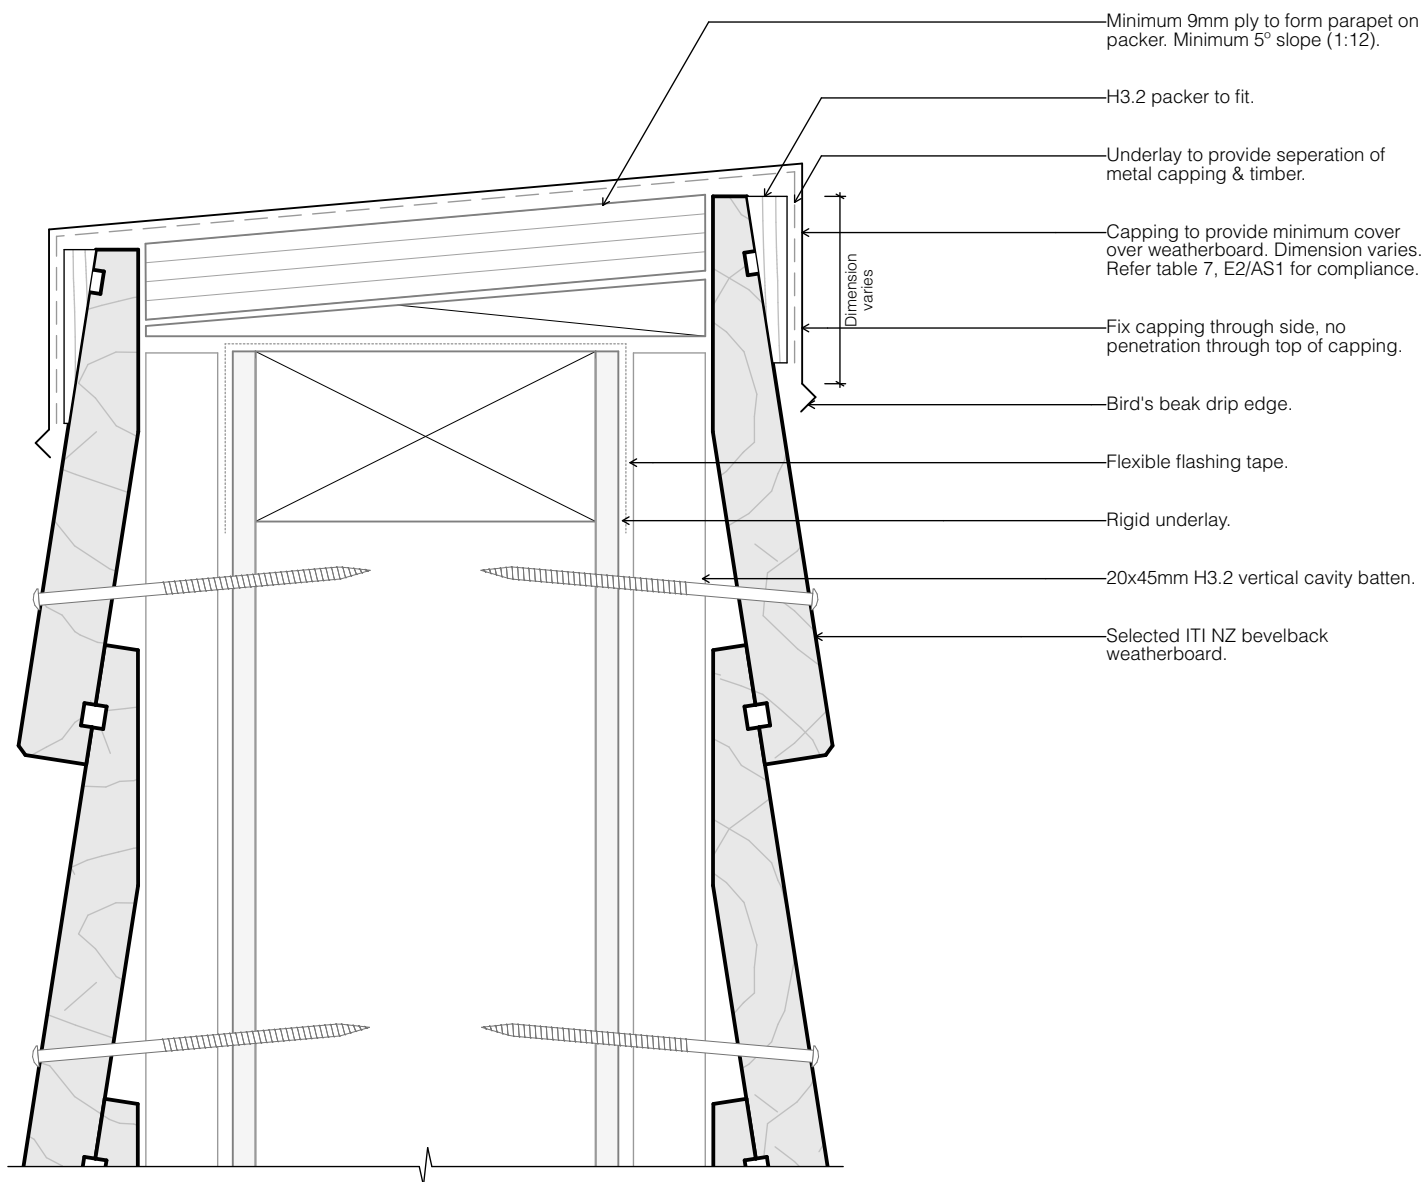 Minimum 9mm ply to form parapet on
packer. Minimum 5° slope (1:12).
H3.2 packer to fit.
Underlay to provide seperation of
metal capping & timber.
Capping to provide minimum cover
over weatherboard. Dimension varies.
Refer table 7, E2/AS1 for compliance.
Dimension
varies
Fix capping through side, no
penetration through top of capping.
Bird's beak drip edge.
Flexible flashing tape.
Rigid underlay.
20x45mm H3.2 vertical cavity batten.
Selected ITI NZ bevelback
weatherboard.